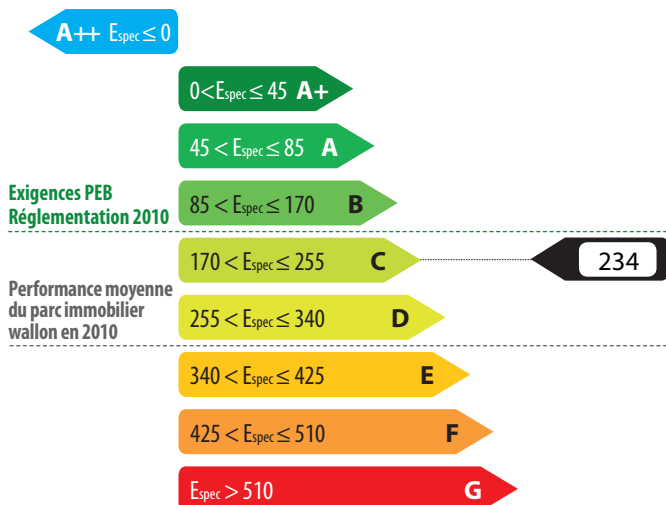 A++ Espec ≤ 0
0<Espec ≤ 45 A+
45 < Espec ≤ 85 A
Exigences PEB
Réglementation 2010
85 < Espec ≤ 170 B
170 < Espec ≤ 255 C
234
Performance moyenne
du parc immobilier
wallon en 2010
255 < Espec ≤ 340 D
340 < Espec ≤ 425 E
425 < Espec ≤ 510 F
Espec > 510 G